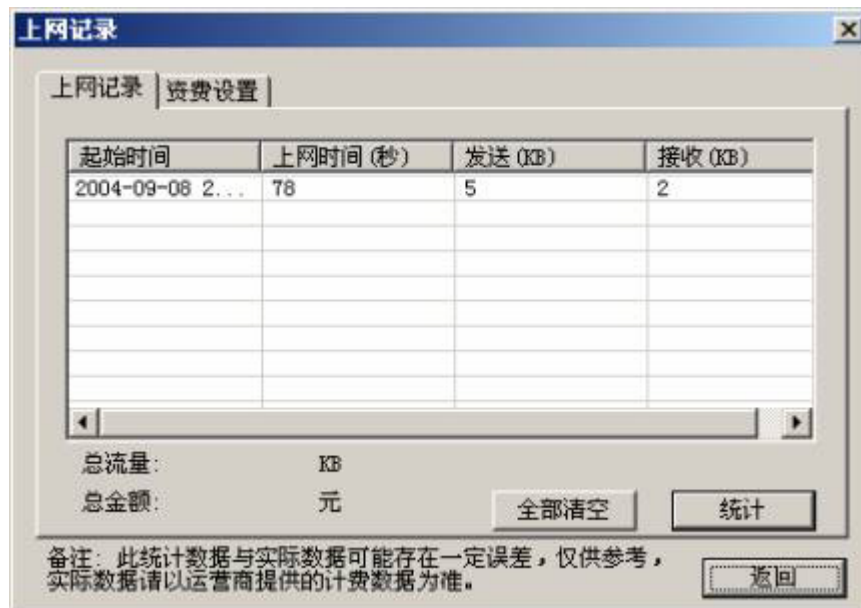 上网记录
上网记录 资费设置
起始时间 上网时间(秒) 发送(KB) 接收(KB)
2004-09-08 2... 78 5 2
总流量: KB
总金额: 元 全部清空 统计
备注: 此统计数据与实际数据可能存在一定误差，仅供参考，
实际数据请以运营商提供的计费数据为准。 返回